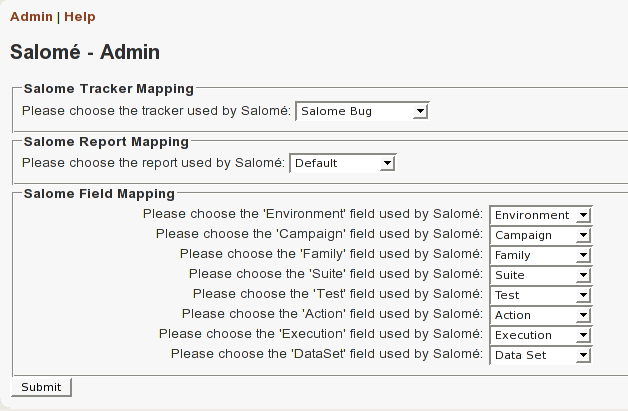 Admin | Help
Salomé - Admin
Salome Tracker Mapping
Please choose the tracker used by Salomé: Salome Bug
Salome Report Mapping
Please choose the report used by Salomé: Default
Salome Field Mapping
Please choose the 'Environment' field used by Salomé: Environment
Please choose the 'Campaign' field used by Salomé: Campaign
Please choose the 'Family' field used by Salomé: Family
Please choose the 'Suite' field used by Salomé: Suite
Please choose the 'Test' field used by Salomé: Test
Please choose the 'Action' field used by Salomé: Action
Please choose the 'Execution' field used by Salomé: Execution
Please choose the 'DataSet' field used by Salomé: Data Set
Submit